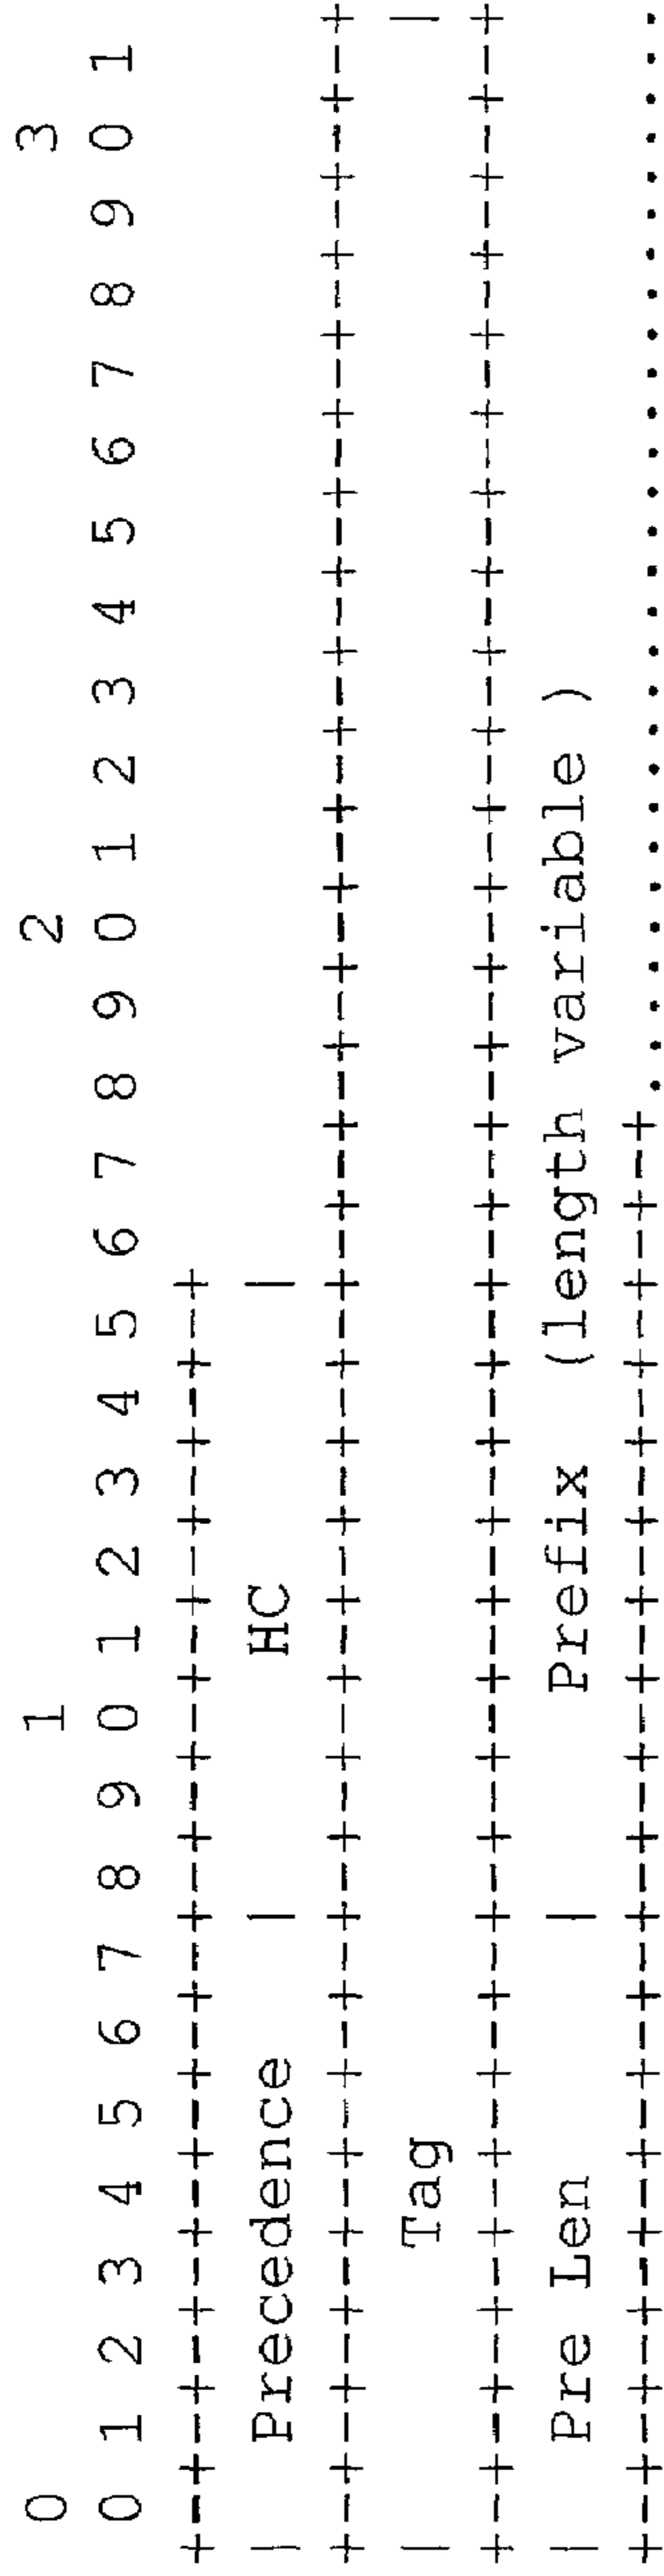 0                   1                   2                   3
0 1 2 3 4 5 6 7 8 9 0 1 2 3 4 5 6 7 8 9 0 1 2 3 4 5 6 7 8 9 0 1
+-+-+-+-+-+-+-+-+-+-+-+-+-+-+-+-+
| Precedence | HC |
+-+-+-+-+-+-+-+-+-+-+-+-+-+-+-+-+-+-+-+-+-+-+-+-+-+-+-+-+-+-+-+-+
| Tag |
+-+-+-+-+-+-+-+-+-+-+-+-+-+-+-+-+-+-+-+-+-+-+-+-+-+-+-+-+-+-+-+-+
| Pre Len | Prefix (length variable )
+-+-+-+-+-+-+-+-+-+-+-+-+-+-+-+-+-+-+............................